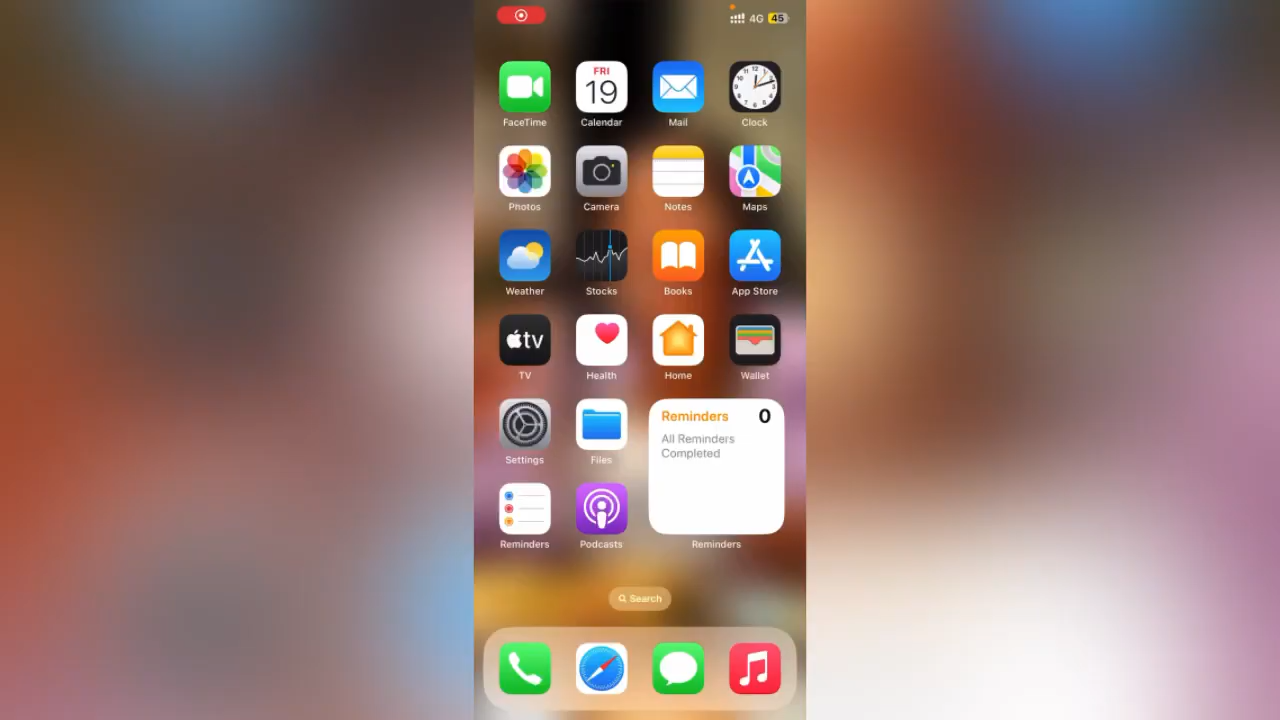 4G 45
FRI
19
FaceTime Calendar Mail Clock
Photos Camera Notes Maps
Weather Stocks Books App Store
tv
TV Health Home Wallet
Reminders 0
All Reminders
Completed
Settings Files
Reminders Podcasts Reminders
Search